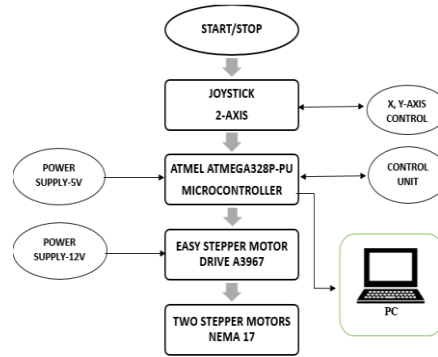 START/STOP
JOYSTICK
2-AXIS
X, Y-AXIS
CONTROL
POWER
SUPPLY-5V
ATMEL ATMEGA328P-PU
MICROCONTROLLER
CONTROL
UNIT
POWER
SUPPLY-12V
EASY STEPPER MOTOR
DRIVE A3967
PC
TWO STEPPER MOTORS
NEMA 17